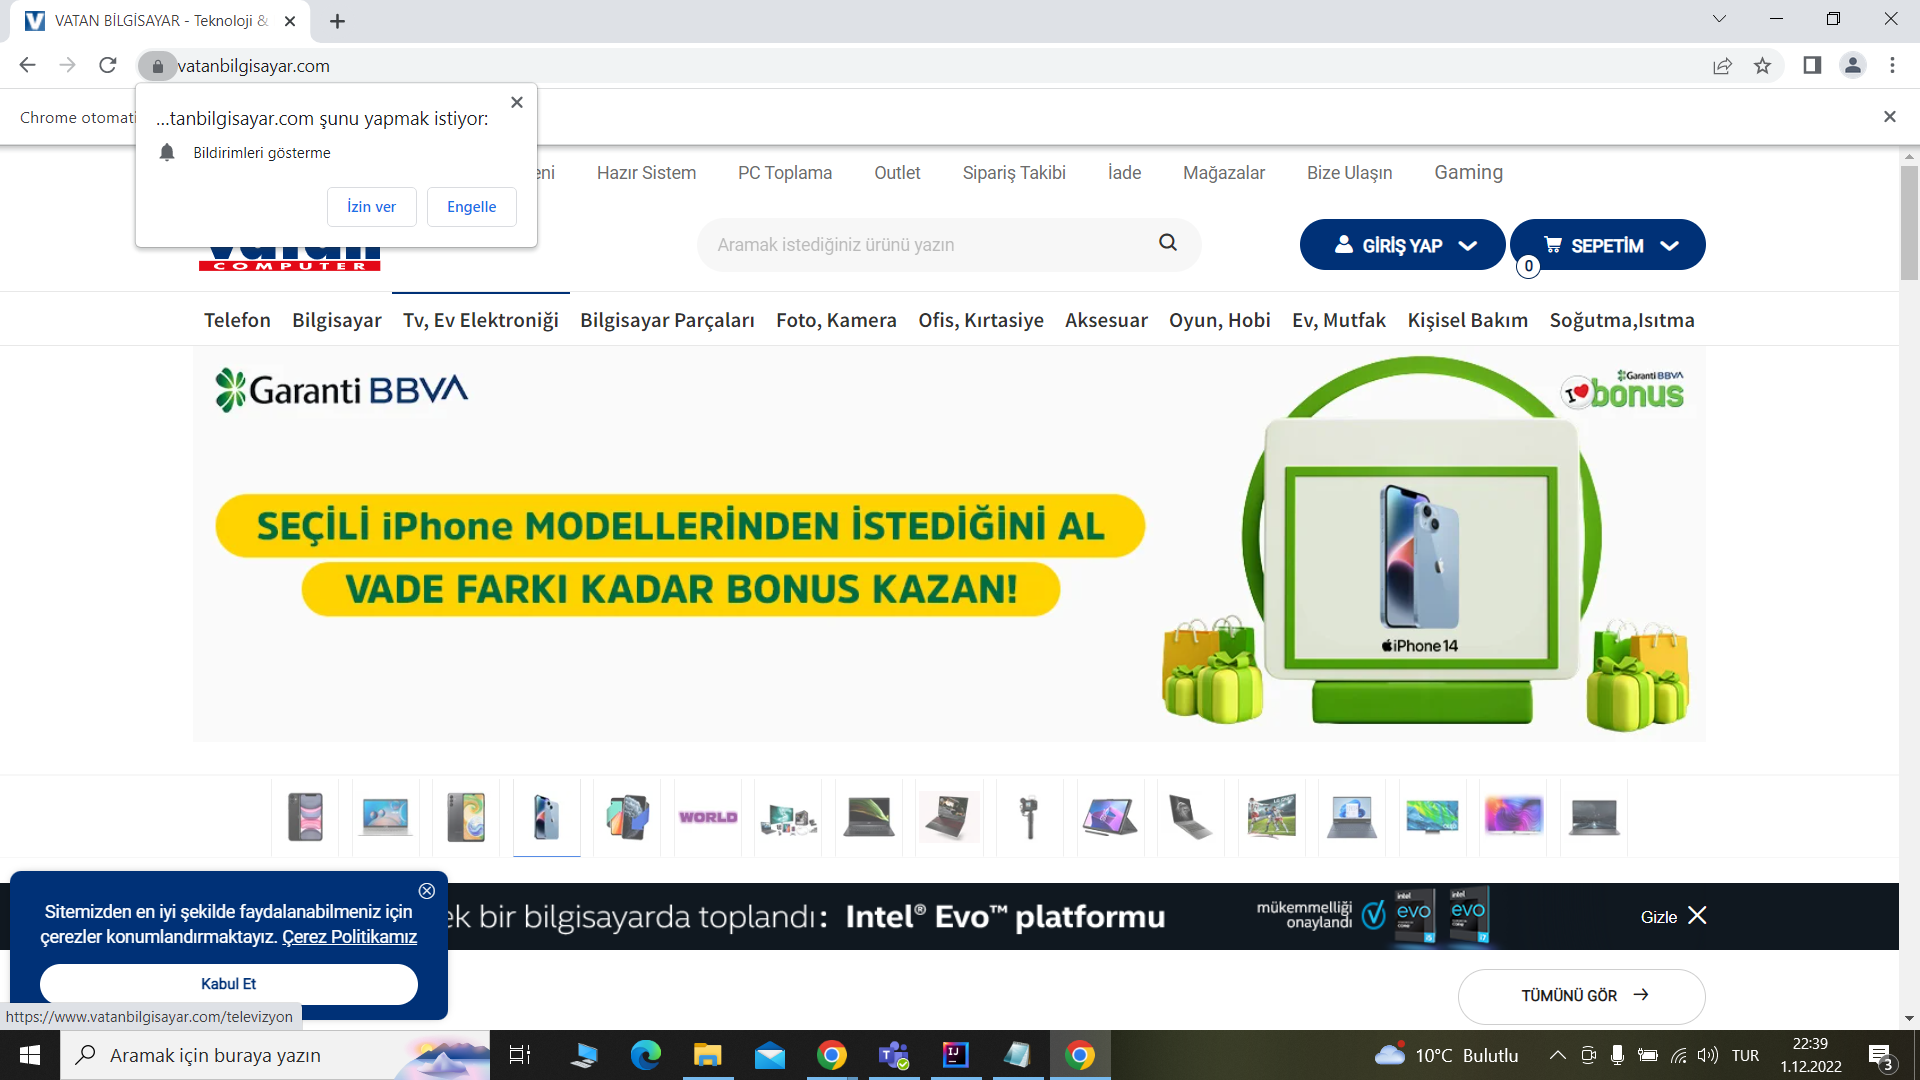 VATAN BİLGİSAYAR - Teknoloji &
vatanbilgisayar.com
Chrome otomati
...tanbilgisayar.com şunu yapmak istiyor:
Bildirimleri gösterme
İzin ver
Engelle
eni
Hazır Sistem
PC Toplama
Outlet
Sipariş Takibi
İade
Mağazalar
Bize Ulaşın
Gaming
COMPUTER
Aramak istediğiniz ürünü yazın
GİRİŞ YAP
SEPETİM
0
Telefon
Bilgisayar
Tv, Ev Elektroniği
Bilgisayar Parçaları
Foto, Kamera
Ofis, Kırtasiye
Aksesuar
Oyun, Hobi
Ev, Mutfak
Kişisel Bakım
Soğutma,Isıtma
Garanti BBVA
Garanti BBVA
I bonus
SEÇİLİ iPhone MODELLERİNDEN İSTEDİĞİNİ AL
VADE FARKI KADAR BONUS KAZAN!
iPhone 14
WORLD
Sitemizden en iyi şekilde faydalanabilmeniz için
çerezler konumlandırmaktayız. Çerez Politikamız
Kabul Et
ek bir bilgisayarda toplandı: Intel® Evo™ platformu
mükemmelliği
onaylandı
intel
evo
CORE
i5
intel
evo
CORE
i7
Gizle
TÜMÜNÜ GÖR
https://www.vatanbilgisayar.com/televizyon
Aramak için buraya yazın
10°C Bulutlu
TUR
22:39
1.12.2022
3